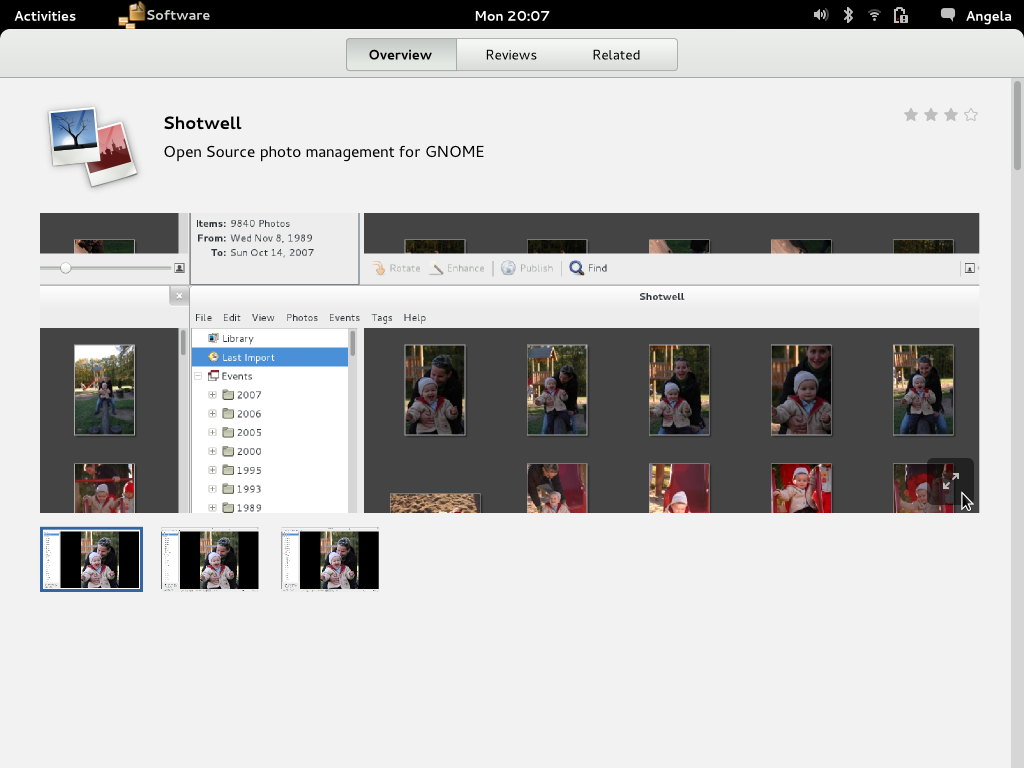 Activities
Software
Mon 20:07
Angela
Overview
Reviews
Related
Shotwell
Open Source photo management for GNOME
Items: 9840 Photos
From: Wed Nov 8, 1989
To: Sun Oct 14, 2007
Rotate
Enhance
Publish
Find
Shotwell
File Edit View Photos Events Tags Help
Library
Last Import
Events
2007
2006
2005
2000
1995
1993
1989